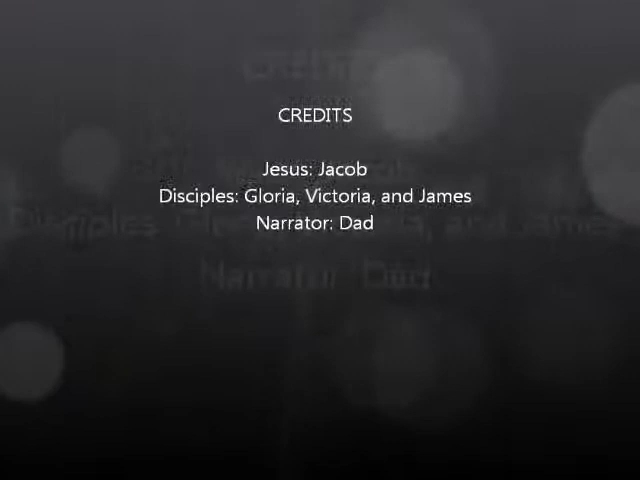 CREDITS
Jesus: Jacob
Disciples: Gloria, Victoria, and James
Narrator: Dad